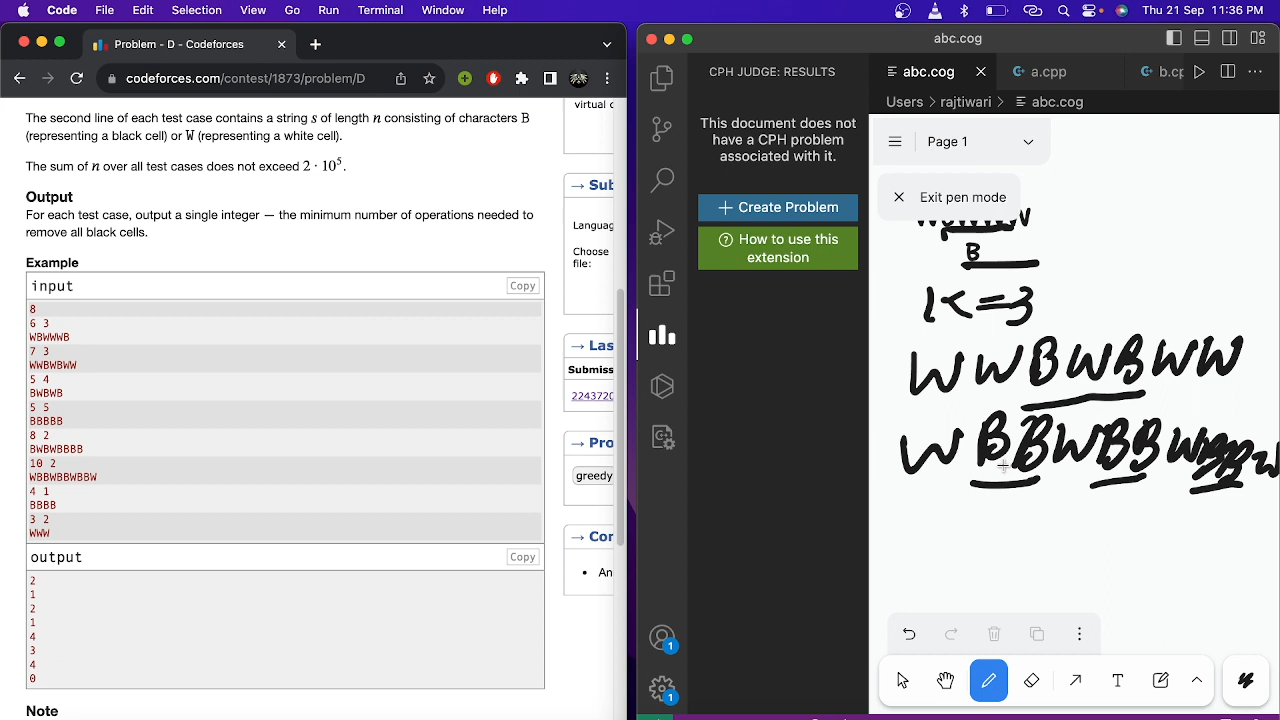 Code File Edit Selection View Go Run Terminal Window Help Thu 21 Sep 11:36 PM
Problem - D - Codeforces
codeforces.com/contest/1873/problem/D
The second line of each test case contains a string s of length n consisting of characters B
(representing a black cell) or W (representing a white cell).
The sum of n over all test cases does not exceed 2 · 10⁵.
Output
For each test case, output a single integer — the minimum number of operations needed to
remove all black cells.
Example
input Copy
8
6 3
WBWWWB
7 3
WWBWBWW
5 4
BWBWB
5 5
BBBBB
8 2
BWBWBBBB
10 2
WBBWBBWBBW
4 1
BBBB
3 2
WWW
output Copy
2
1
2
1
4
3
4
0
Note
virtual c
→ Sub
Languag
Choose
file:
→ Las
Submiss
2243720
→ Pro
greedy
→ Con
An
abc.cog
CPH JUDGE: RESULTS
This document does not
have a CPH problem
associated with it.
Create Problem
How to use this
extension
1
1
abc.cog a.cpp b.cp
Users > rajtiwari > abc.cog
Page 1
Exit pen mode
B
1<=3
WWBWBWW
WBBWBBWBBW
T